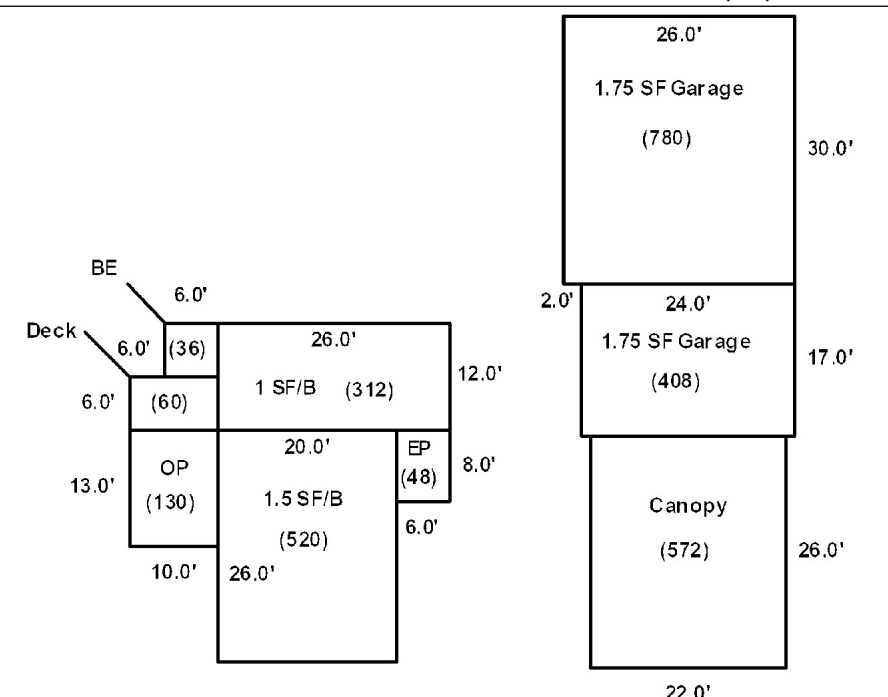 26.0'
1.75 SF Garage
(780)
30.0'
BE
6.0'
2.0'
24.0'
Deck
6.0'
(36)
26.0'
1.75 SF Garage
17.0'
12.0'
(408)
6.0'
(60)
1 SF/B (312)
20.0'
EP
8.0'
OP
(48)
13.0'
(130)
1.5 SF/B
Canopy
6.0'
(520)
(572)
26.0'
10.0'
26.0'
22.0'